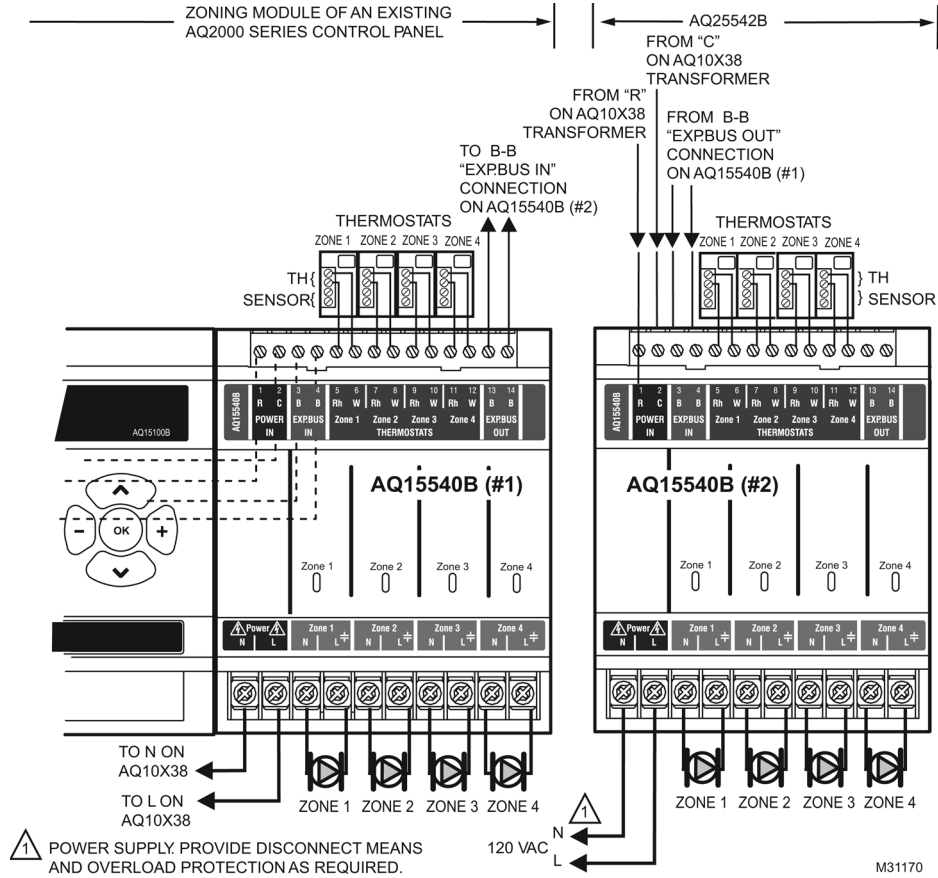 ZONING MODULE OF AN EXISTING
AQ2000 SERIES CONTROL PANEL
AQ25542B
FROM “C”
ON AQ10X38
TRANSFORMER
FROM “R”
ON AQ10X38
TRANSFORMER
FROM B-B
“EXP.BUS OUT”
CONNECTION
ON AQ15540B (#1)
TO B-B
“EXP.BUS IN”
CONNECTION
ON AQ15540B (#2)
THERMOSTATS
ZONE 1 ZONE 2 ZONE 3 ZONE 4
TH{
SENSOR{
THERMOSTATS
ZONE 1 ZONE 2 ZONE 3 ZONE 4
} TH
} SENSOR
AQ15100B
OK
AQ15540B
1 2 3 4 5 6 7 8 9 10 11 12 13 14
R C B B Rh W Rh W Rh W Rh W B B
POWER IN
EXP.BUS IN
Zone 1 Zone 2 Zone 3 Zone 4
THERMOSTATS
EXP.BUS OUT
AQ15540B (#1)
Zone 1 Zone 2 Zone 3 Zone 4
Power Zone 1 Zone 2 Zone 3 Zone 4
N L N L N L N L N L
AQ15540B
1 2 3 4 5 6 7 8 9 10 11 12 13 14
R C B B Rh W Rh W Rh W Rh W B B
POWER IN
EXP.BUS IN
Zone 1 Zone 2 Zone 3 Zone 4
THERMOSTATS
EXP.BUS OUT
AQ15540B (#2)
Zone 1 Zone 2 Zone 3 Zone 4
Power Zone 1 Zone 2 Zone 3 Zone 4
N L N L N L N L N L
TO N ON
AQ10X38
TO L ON
AQ10X38
ZONE 1 ZONE 2 ZONE 3 ZONE 4
ZONE 1 ZONE 2 ZONE 3 ZONE 4
1
N
120 VAC
L
1 POWER SUPPLY. PROVIDE DISCONNECT MEANS
AND OVERLOAD PROTECTION AS REQUIRED.
M31170